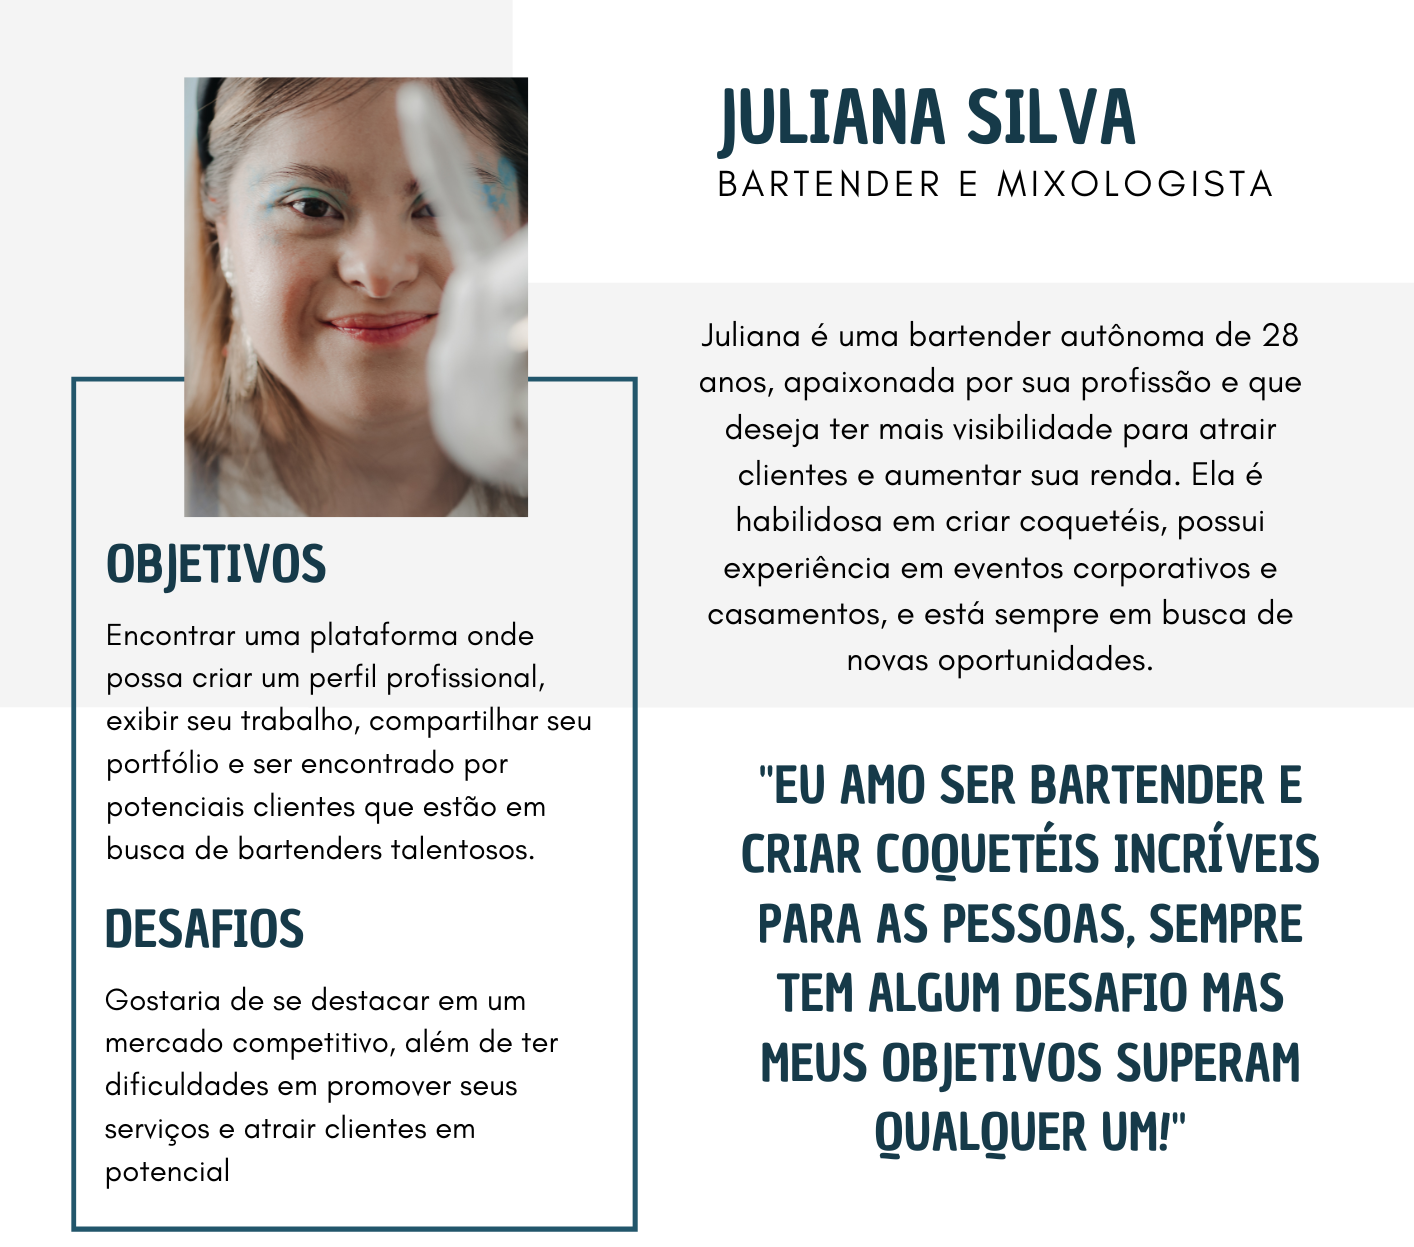 JULIANA SILVA
BARTENDER E MIXOLOGISTA
Juliana é uma bartender autônoma de 28
anos, apaixonada por sua profissão e que
deseja ter mais visibilidade para atrair
clientes e aumentar sua renda. Ela é
habilidosa em criar coquetéis, possui
experiência em eventos corporativos e
casamentos, e está sempre em busca de
novas oportunidades.
OBJETIVOS
Encontrar uma plataforma onde
possa criar um perfil profissional,
exibir seu trabalho, compartilhar seu
portfólio e ser encontrado por
potenciais clientes que estão em
busca de bartenders talentosos.
DESAFIOS
Gostaria de se destacar em um
mercado competitivo, além de ter
dificuldades em promover seus
serviços e atrair clientes em
potencial
"EU AMO SER BARTENDER E
CRIAR COQUETÉIS INCRÍVEIS
PARA AS PESSOAS, SEMPRE
TEM ALGUM DESAFIO MAS
MEUS OBJETIVOS SUPERAM
QUALQUER UM!"